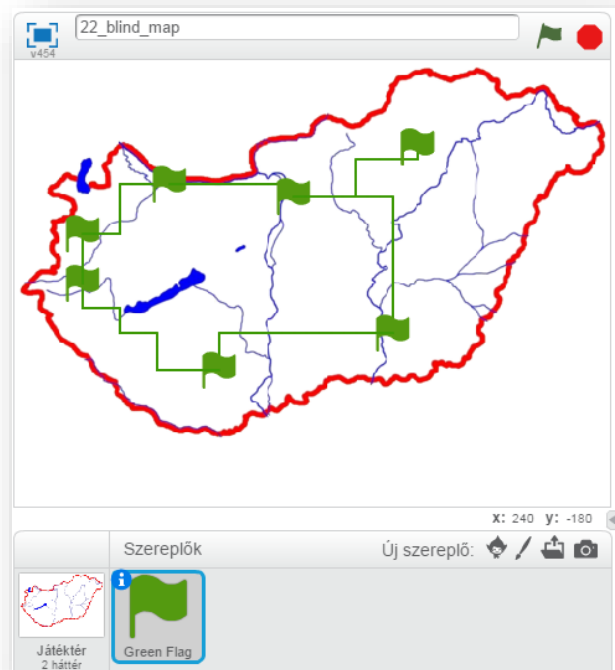 22_blind_map
v454
x: 240 y: -180
Szereplők
Új szereplő:
Játéktér
2 háttér
i
Green Flag